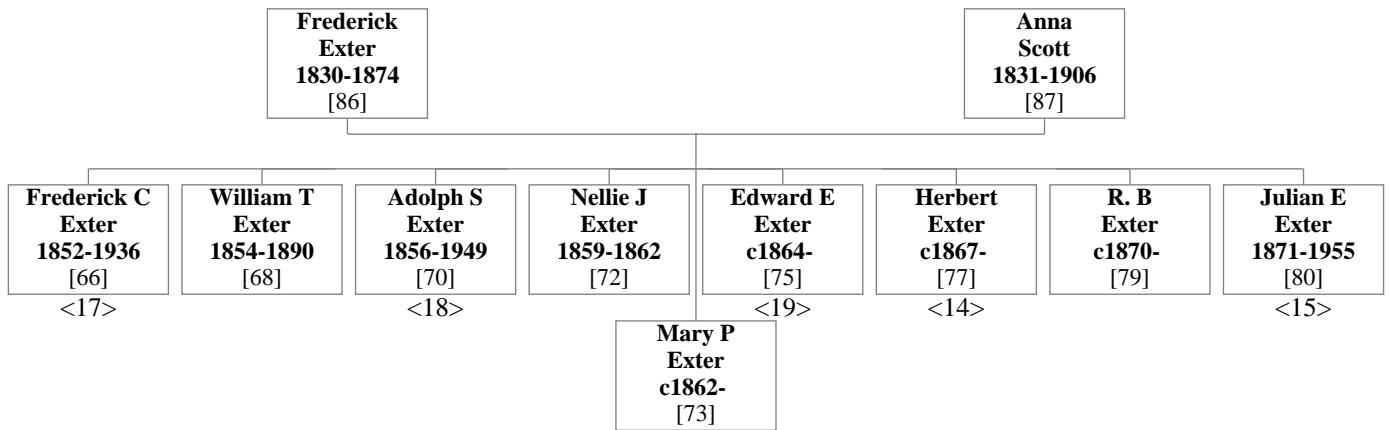 Frederick
Exter
1830-1874
[86]
Anna
Scott
1831-1906
[87]
Frederick C
Exter
1852-1936
[66]
<17>
William T
Exter
1854-1890
[68]
Adolph S
Exter
1856-1949
[70]
<18>
Nellie J
Exter
1859-1862
[72]
Edward E
Exter
c1864-
[75]
<19>
Herbert
Exter
c1867-
[77]
<14>
R. B
Exter
c1870-
[79]
Julian E
Exter
1871-1955
[80]
<15>
Mary P
Exter
c1862-
[73]